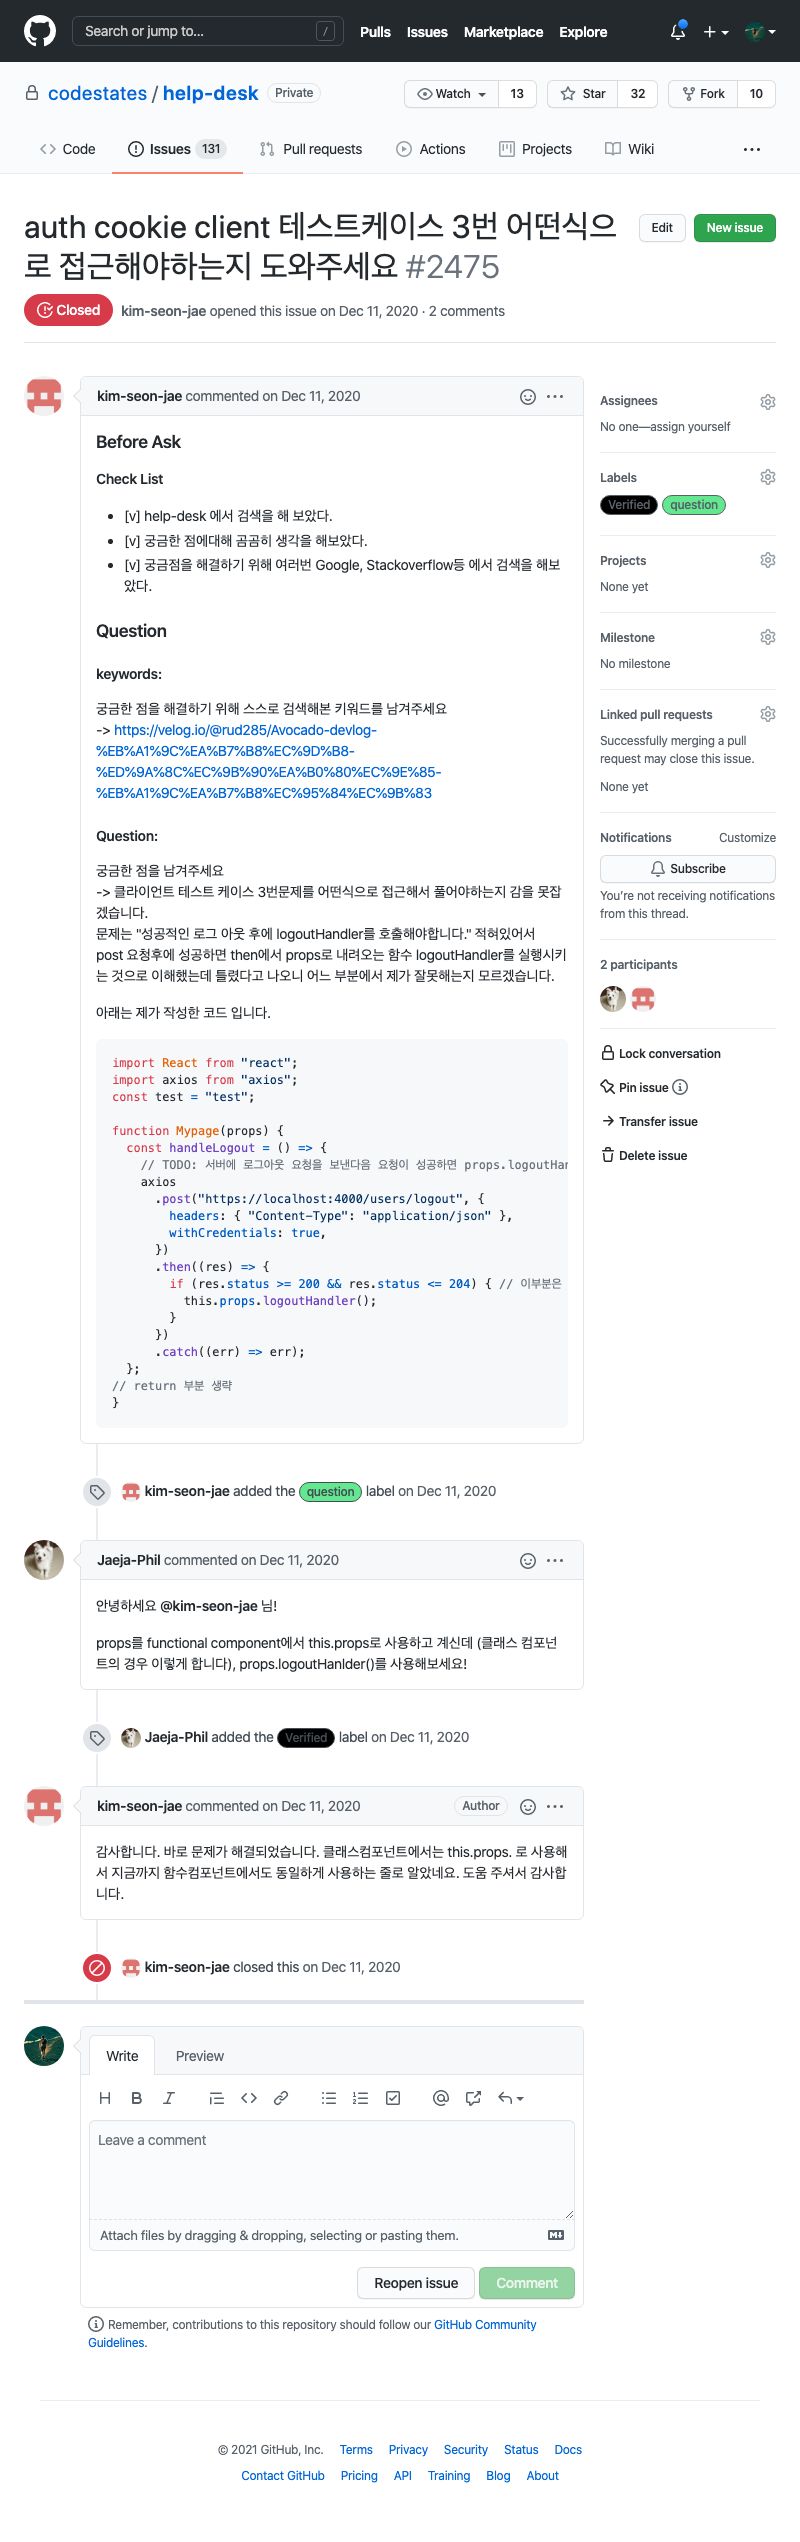 Search or jump to... /
Pulls Issues Marketplace Explore
codestates / help-desk Private
Watch 13 Star 32 Fork 10
Code Issues 131 Pull requests Actions Projects Wiki
auth cookie client 테스트케이스 3번 어떤식으
로 접근해야하는지 도와주세요 #2475
Edit New issue
Closed kim-seon-jae opened this issue on Dec 11, 2020 · 2 comments
kim-seon-jae commented on Dec 11, 2020
Before Ask
Check List
[v] help-desk 에서 검색을 해 보았다.
[v] 궁금한 점에대해 곰곰히 생각을 해보았다.
[v] 궁금점을 해결하기 위해 여러번 Google, Stackoverflow등 에서 검색을 해보
았다.
Question
keywords:
궁금한 점을 해결하기 위해 스스로 검색해본 키워드를 남겨주세요
-> https://velog.io/@rud285/Avocado-devlog-
%EB%A1%9C%EA%B7%B8%EC%9D%B8-
%ED%9A%8C%EC%9B%90%EA%B0%80%EC%9E%85-
%EB%A1%9C%EA%B7%B8%EC%95%84%EC%9B%83
Question:
궁금한 점을 남겨주세요
-> 클라이언트 테스트 케이스 3번문제를 어떤식으로 접근해서 풀어야하는지 감을 못잡
겠습니다.
문제는 "성공적인 로그 아웃 후에 logoutHandler를 호출해야합니다." 적혀있어서
post 요청후에 성공하면 then에서 props로 내려오는 함수 logoutHandler를 실행시키
는 것으로 이해했는데 틀렸다고 나오니 어느 부분에서 제가 잘못해는지 모르겠습니다.
아래는 제가 작성한 코드 입니다.
import React from "react";
import axios from "axios";
const test = "test";
function Mypage(props) {
const handleLogout = () => {
// TODO: 서버에 로그아웃 요청을 보낸다음 요청이 성공하면 props.logoutHan
axios
.post("https://localhost:4000/users/logout", {
headers: { "Content-Type": "application/json" },
withCredentials: true,
})
.then((res) => {
if (res.status >= 200 && res.status <= 204) { // 이부분은
this.props.logoutHandler();
}
})
.catch((err) => err);
};
// return 부분 생략
}
kim-seon-jae added the question label on Dec 11, 2020
Jaeja-Phil commented on Dec 11, 2020
안녕하세요 @kim-seon-jae 님!
props를 functional component에서 this.props로 사용하고 계신데 (클래스 컴포넌
트의 경우 이렇게 합니다), props.logoutHanlder()를 사용해보세요!
Jaeja-Phil added the Verified label on Dec 11, 2020
kim-seon-jae commented on Dec 11, 2020 Author
감사합니다. 바로 문제가 해결되었습니다. 클래스컴포넌트에서는 this.props. 로 사용해
서 지금까지 함수컴포넌트에서도 동일하게 사용하는 줄로 알았네요. 도움 주셔서 감사합
니다.
kim-seon-jae closed this on Dec 11, 2020
Write Preview
H B I
Leave a comment
Attach files by dragging & dropping, selecting or pasting them.
Reopen issue Comment
Remember, contributions to this repository should follow our GitHub Community
Guidelines.
Assignees
No one—assign yourself
Labels
Verified question
Projects
None yet
Milestone
No milestone
Linked pull requests
Successfully merging a pull
request may close this issue.
None yet
Notifications Customize
Subscribe
You're not receiving notifications
from this thread.
2 participants
Lock conversation
Pin issue
Transfer issue
Delete issue
© 2021 GitHub, Inc. Terms Privacy Security Status Docs
Contact GitHub Pricing API Training Blog About